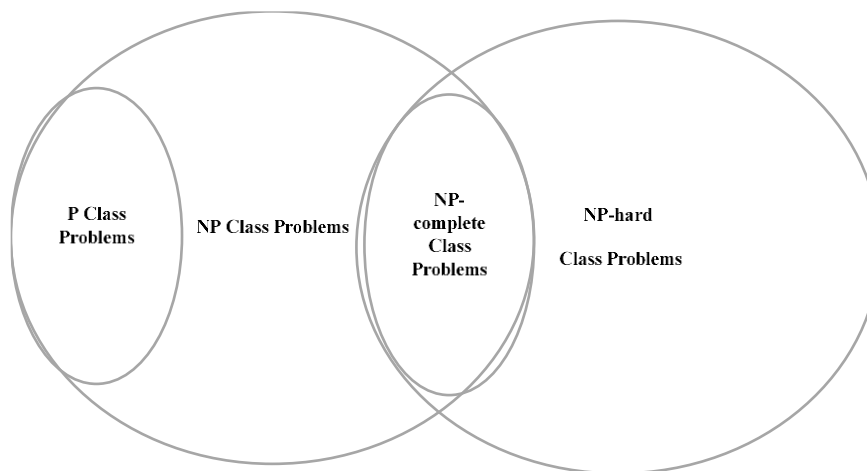 P Class
Problems
NP Class Problems
NP-
complete
Class
Problems
NP-hard
Class Problems